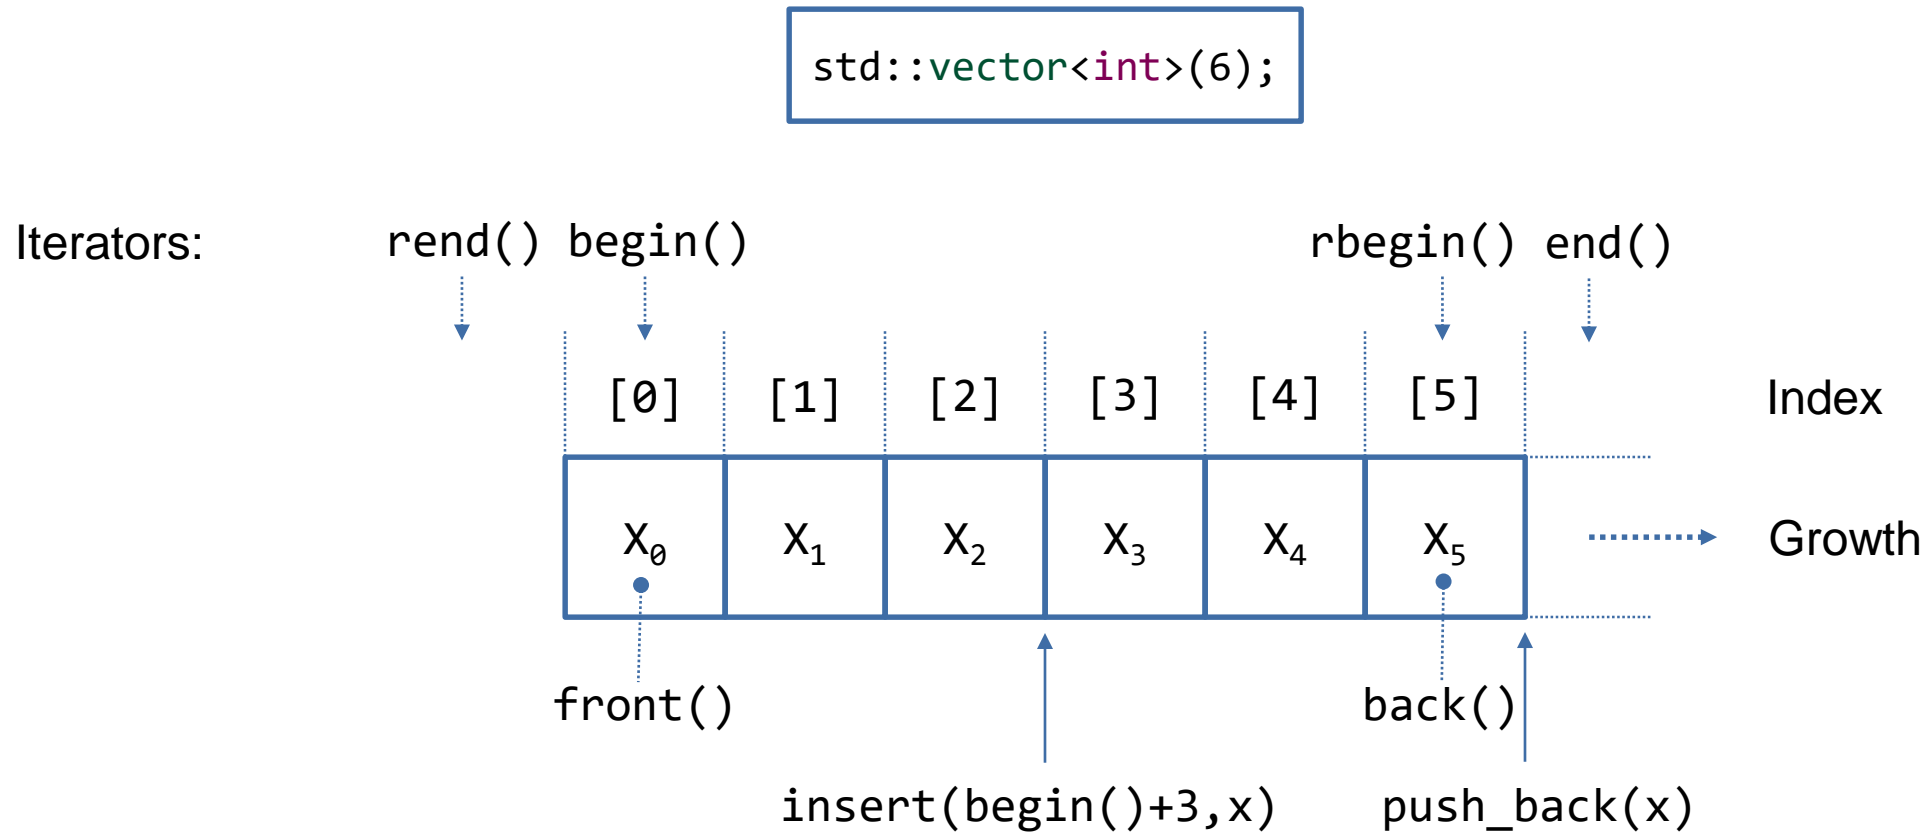 std::vector<int>(6);
Iterators: rend() begin() rbegin() end()
[0] [1] [2] [3] [4] [5] Index
X₀ X₁ X₂ X₃ X₄ X₅ Growth
front() back()
insert(begin()+3,x) push_back(x)